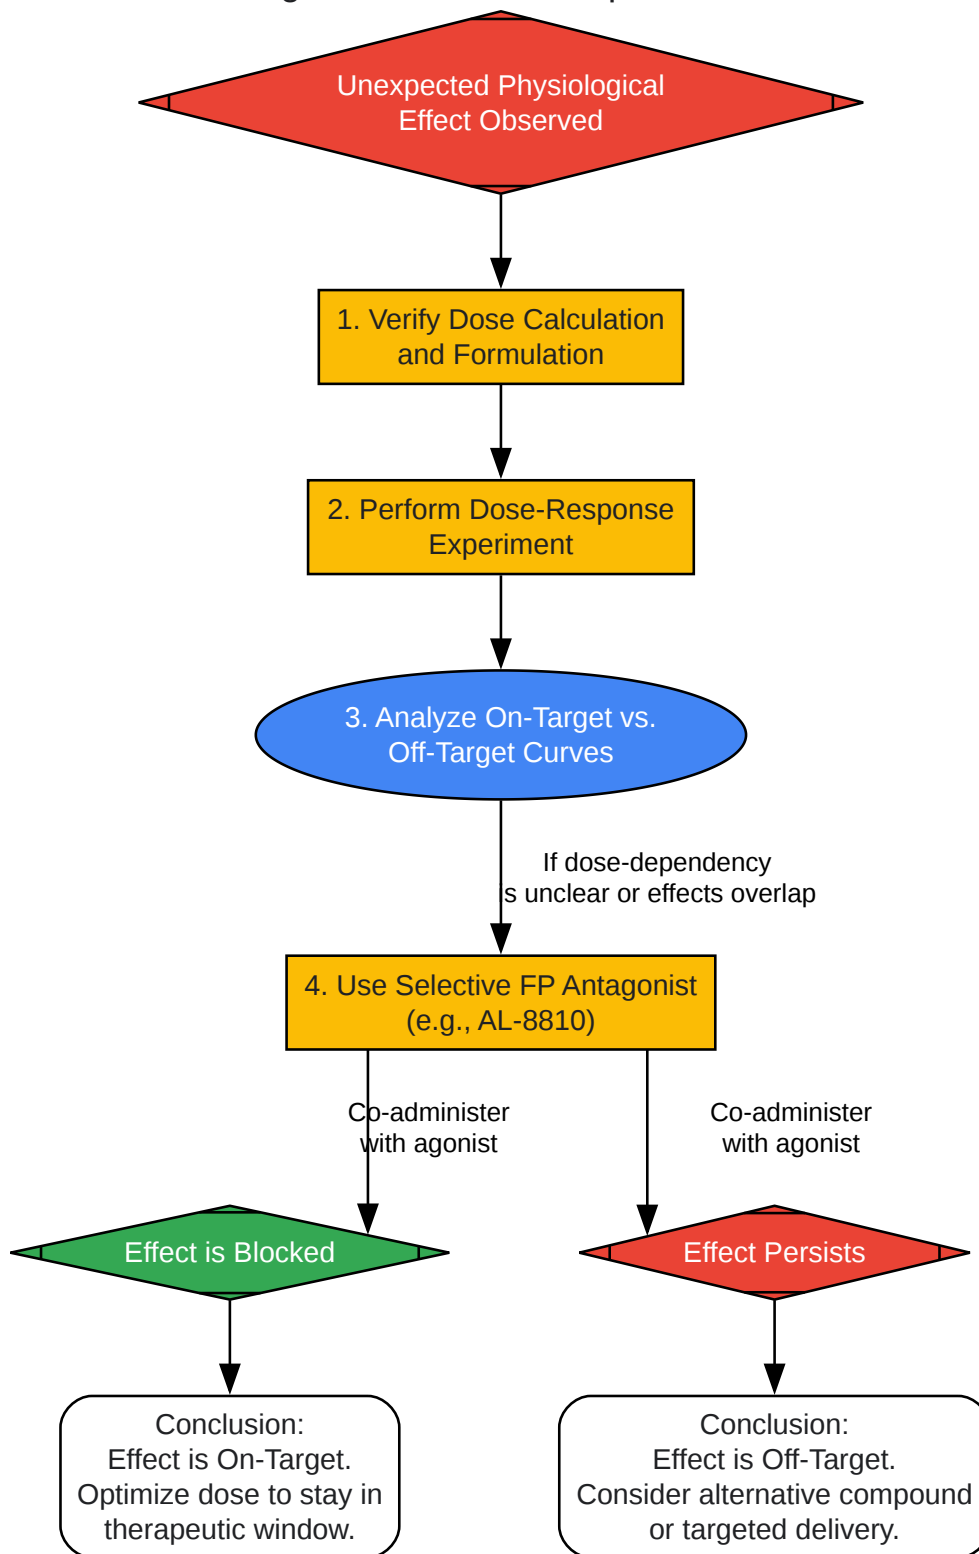 Unexpected Physiological
Effect Observed
1. Verify Dose Calculation
and Formulation
2. Perform Dose-Response
Experiment
3. Analyze On-Target vs.
Off-Target Curves
If dose-dependency
is unclear or effects overlap
4. Use Selective FP Antagonist
(e.g., AL-8810)
Co-administer
with agonist
Co-administer
with agonist
Effect is Blocked
Effect Persists
Conclusion:
Effect is On-Target.
Optimize dose to stay in
therapeutic window.
Conclusion:
Effect is Off-Target.
Consider alternative compound
or targeted delivery.